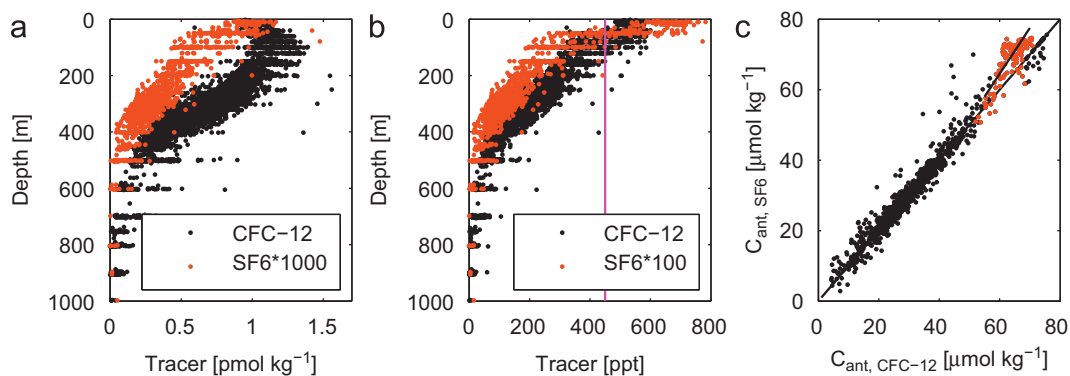 a
0
200
400
600
800
1000
Depth [m]
CFC−12
SF6*1000
0
0.5
1
1.5
Tracer [pmol kg⁻¹]
b
0
200
400
600
800
1000
Depth [m]
CFC−12
SF6*100
0
200
400
600
800
Tracer [ppt]
c
80
60
40
20
0
C_ant, SF6 [μmol kg⁻¹]
0
20
40
60
80
C_ant, CFC−12 [μmol kg⁻¹]